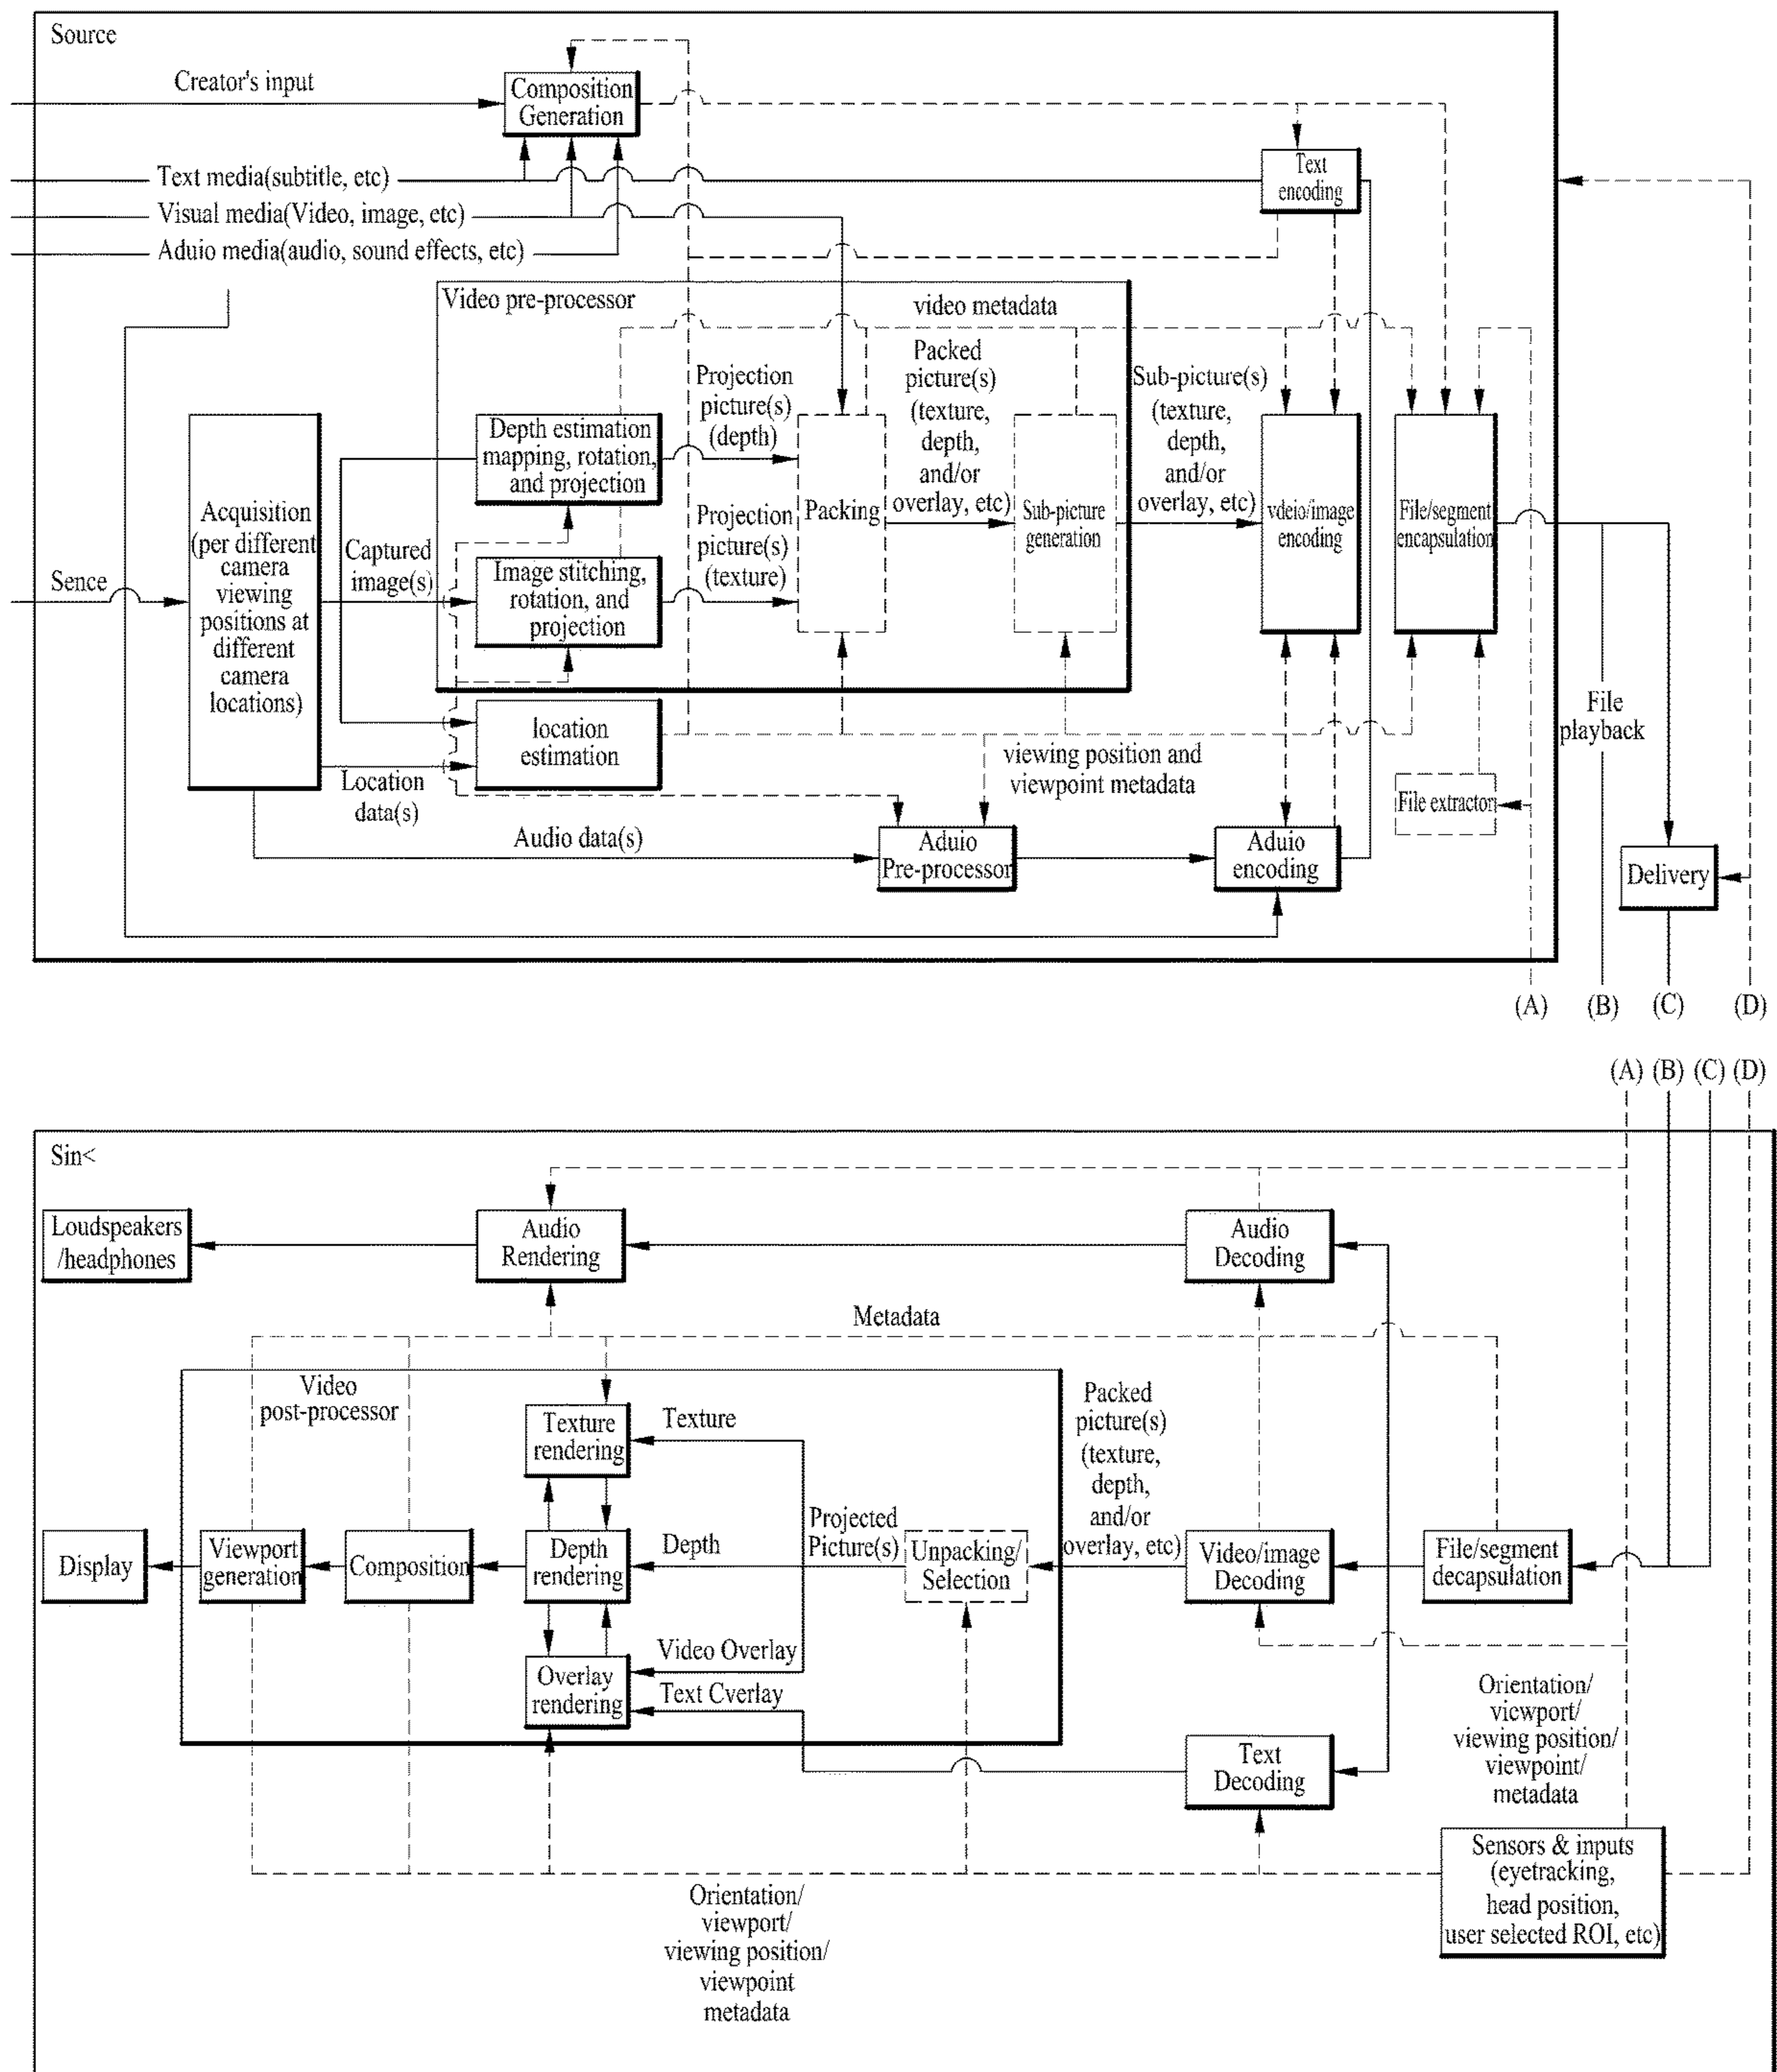 Source
Creator's input
Composition
Generation
Text media(subtitle, etc)
Visual media(Video, image, etc)
Aduio media(audio, sound effects, etc)
Text
encoding
Video pre-processor
video metadata
Depth estimation
mapping, rotation,
and projection
Projection
picture(s)
(depth)
Packed
picture(s)
(texture,
depth,
and/or
overlay, etc)
Sub-picture(s)
(texture,
depth,
and/or
overlay, etc)
Sence
Acquisition
(per different
camera
viewing
positions at
different
camera
locations)
Captured
image(s)
Image stitching,
rotation, and
projection
Projection
picture(s)
(texture)
Packing
Sub-picture
generation
vdeio/image
encoding
File/segment
encapsulation
location
estimation
Location
data(s)
viewing position and
viewpoint metadata
File
playback
File extractor
Audio data(s)
Aduio
Pre-processor
Aduio
encoding
Delivery
(A) (B) (C) (D)
(A) (B) (C) (D)
Sin<
Loudspeakers
/headphones
Audio
Rendering
Audio
Decoding
Metadata
Video
post-processor
Texture
rendering
Texture
Packed
picture(s)
(texture,
depth,
and/or
overlay, etc)
Display
Viewport
generation
Composition
Depth
rendering
Depth
Projected
Picture(s)
Unpacking/
Selection
Video/image
Decoding
File/segment
decapsulation
Overlay
rendering
Video Overlay
Text Cverlay
Text
Decoding
Orientation/
viewport/
viewing position/
viewpoint/
metadata
Sensors & inputs
(eyetracking,
head position,
user selected ROI, etc)
Orientation/
viewport/
viewing position/
viewpoint
metadata